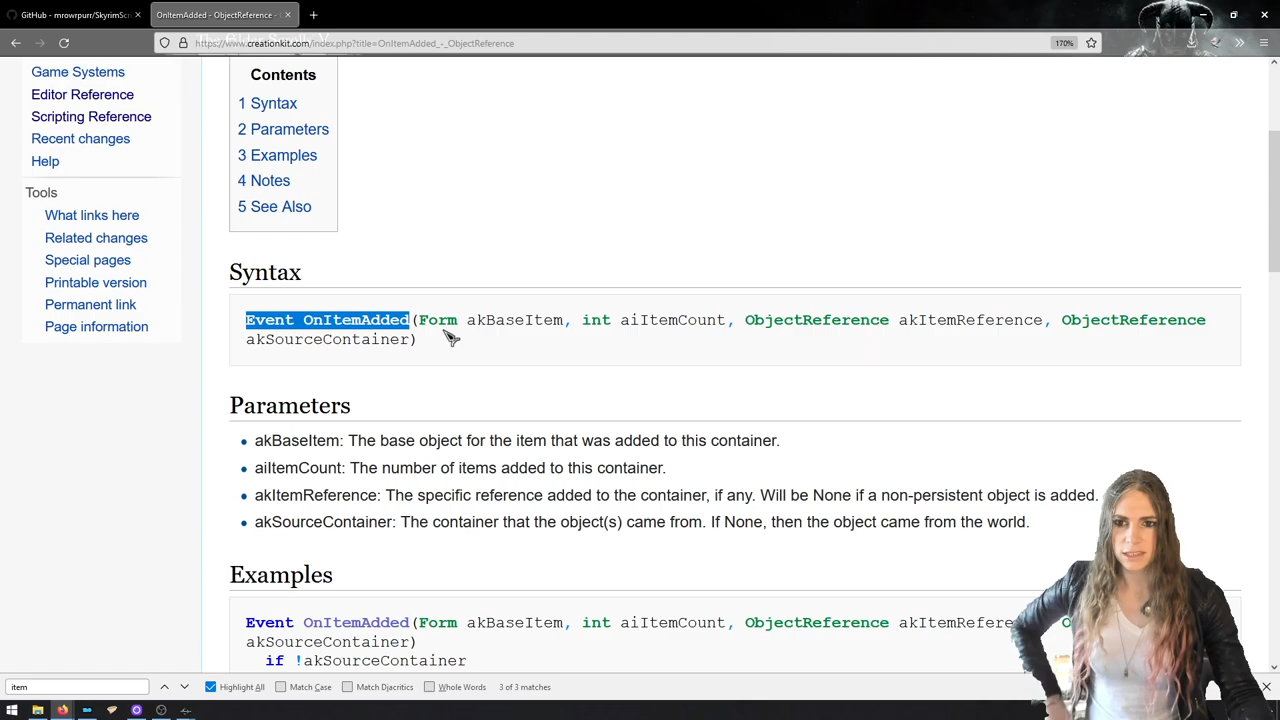 GitHub - mrowrpurr/SkyrimScr
OnItemAdded - ObjectReference -
https://www.creationkit.com/index.php?title=OnItemAdded_-_ObjectReference
170%
Game Systems
Editor Reference
Scripting Reference
Recent changes
Help
Tools
What links here
Related changes
Special pages
Printable version
Permanent link
Page information
Contents
1 Syntax
2 Parameters
3 Examples
4 Notes
5 See Also
Syntax
Event OnItemAdded(Form akBaseItem, int aiItemCount, ObjectReference akItemReference, ObjectReference
akSourceContainer)
Parameters
akBaseItem: The base object for the item that was added to this container.
aiItemCount: The number of items added to this container.
akItemReference: The specific reference added to the container, if any. Will be None if a non-persistent object is added.
akSourceContainer: The container that the object(s) came from. If None, then the object came from the world.
Examples
Event OnItemAdded(Form akBaseItem, int aiItemCount, ObjectReference akItemRefere
akSourceContainer)
if !akSourceContainer
item
Highlight All
Match Case
Match Diacritics
Whole Words
3 of 3 matches